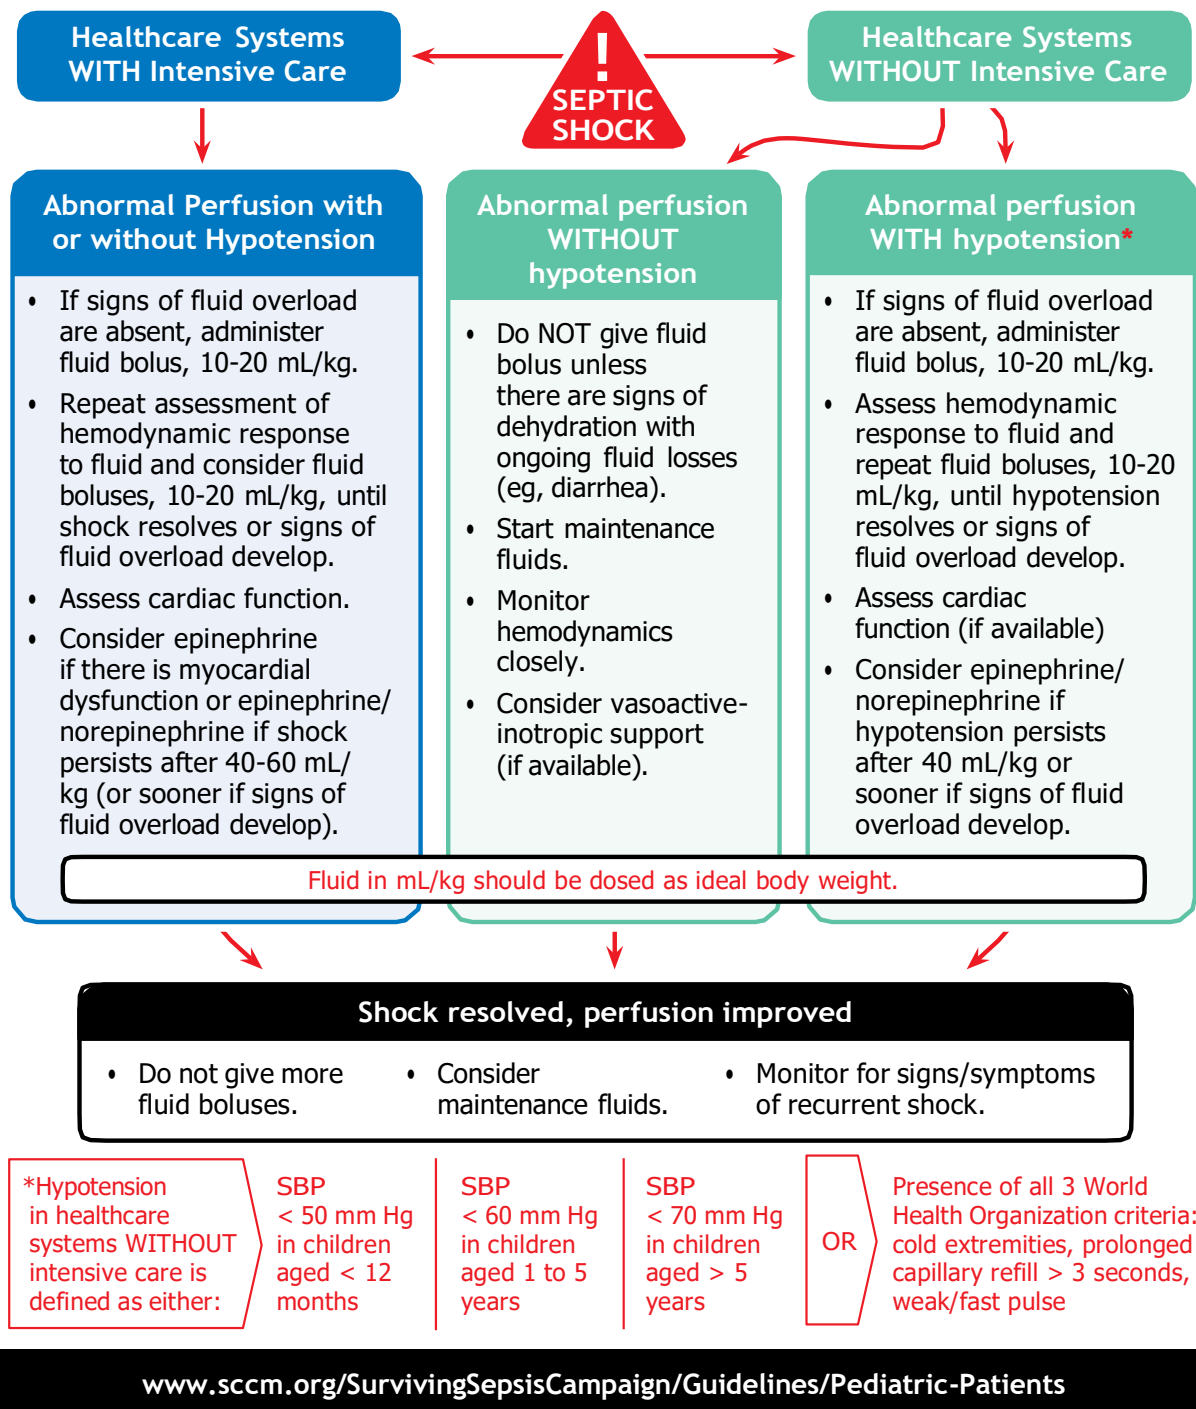 Healthcare Systems
WITH Intensive Care
!
SEPTIC
SHOCK
Healthcare Systems
WITHOUT Intensive Care
Abnormal Perfusion with
or without Hypotension
• If signs of fluid overload
are absent, administer
fluid bolus, 10-20 mL/kg.
• Repeat assessment of
hemodynamic response
to fluid and consider fluid
boluses, 10-20 mL/kg, until
shock resolves or signs of
fluid overload develop.
• Assess cardiac function.
• Consider epinephrine
if there is myocardial
dysfunction or epinephrine/
norepinephrine if shock
persists after 40-60 mL/
kg (or sooner if signs of
fluid overload develop).
Abnormal perfusion
WITHOUT
hypotension
• Do NOT give fluid
bolus unless
there are signs of
dehydration with
ongoing fluid losses
(eg, diarrhea).
• Start maintenance
fluids.
• Monitor
hemodynamics
closely.
• Consider vasoactive-
inotropic support
(if available).
Abnormal perfusion
WITH hypotension*
• If signs of fluid overload
are absent, administer
fluid bolus, 10-20 mL/kg.
• Assess hemodynamic
response to fluid and
repeat fluid boluses, 10-20
mL/kg, until hypotension
resolves or signs of
fluid overload develop.
• Assess cardiac
function (if available)
• Consider epinephrine/
norepinephrine if
hypotension persists
after 40 mL/kg or
sooner if signs of fluid
overload develop.
Fluid in mL/kg should be dosed as ideal body weight.
Shock resolved, perfusion improved
• Do not give more
fluid boluses.
• Consider
maintenance fluids.
• Monitor for signs/symptoms
of recurrent shock.
*Hypotension
in healthcare
systems WITHOUT
intensive care is
defined as either:
SBP
< 50 mm Hg
in children
aged < 12
months
SBP
< 60 mm Hg
in children
aged 1 to 5
years
SBP
< 70 mm Hg
in children
aged > 5
years
OR
Presence of all 3 World
Health Organization criteria:
cold extremities, prolonged
capillary refill > 3 seconds,
weak/fast pulse
www.sccm.org/SurvivingSepsisCampaign/Guidelines/Pediatric-Patients